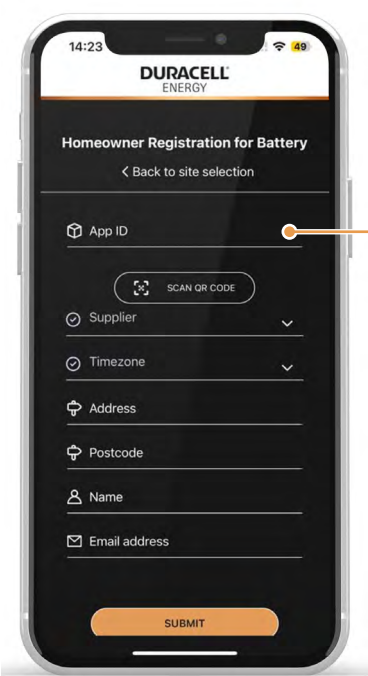 14:23
49
DURACELL
ENERGY
Homeowner Registration for Battery
< Back to site selection
App ID
SCAN QR CODE
Supplier
Timezone
Address
Postcode
Name
Email address
SUBMIT